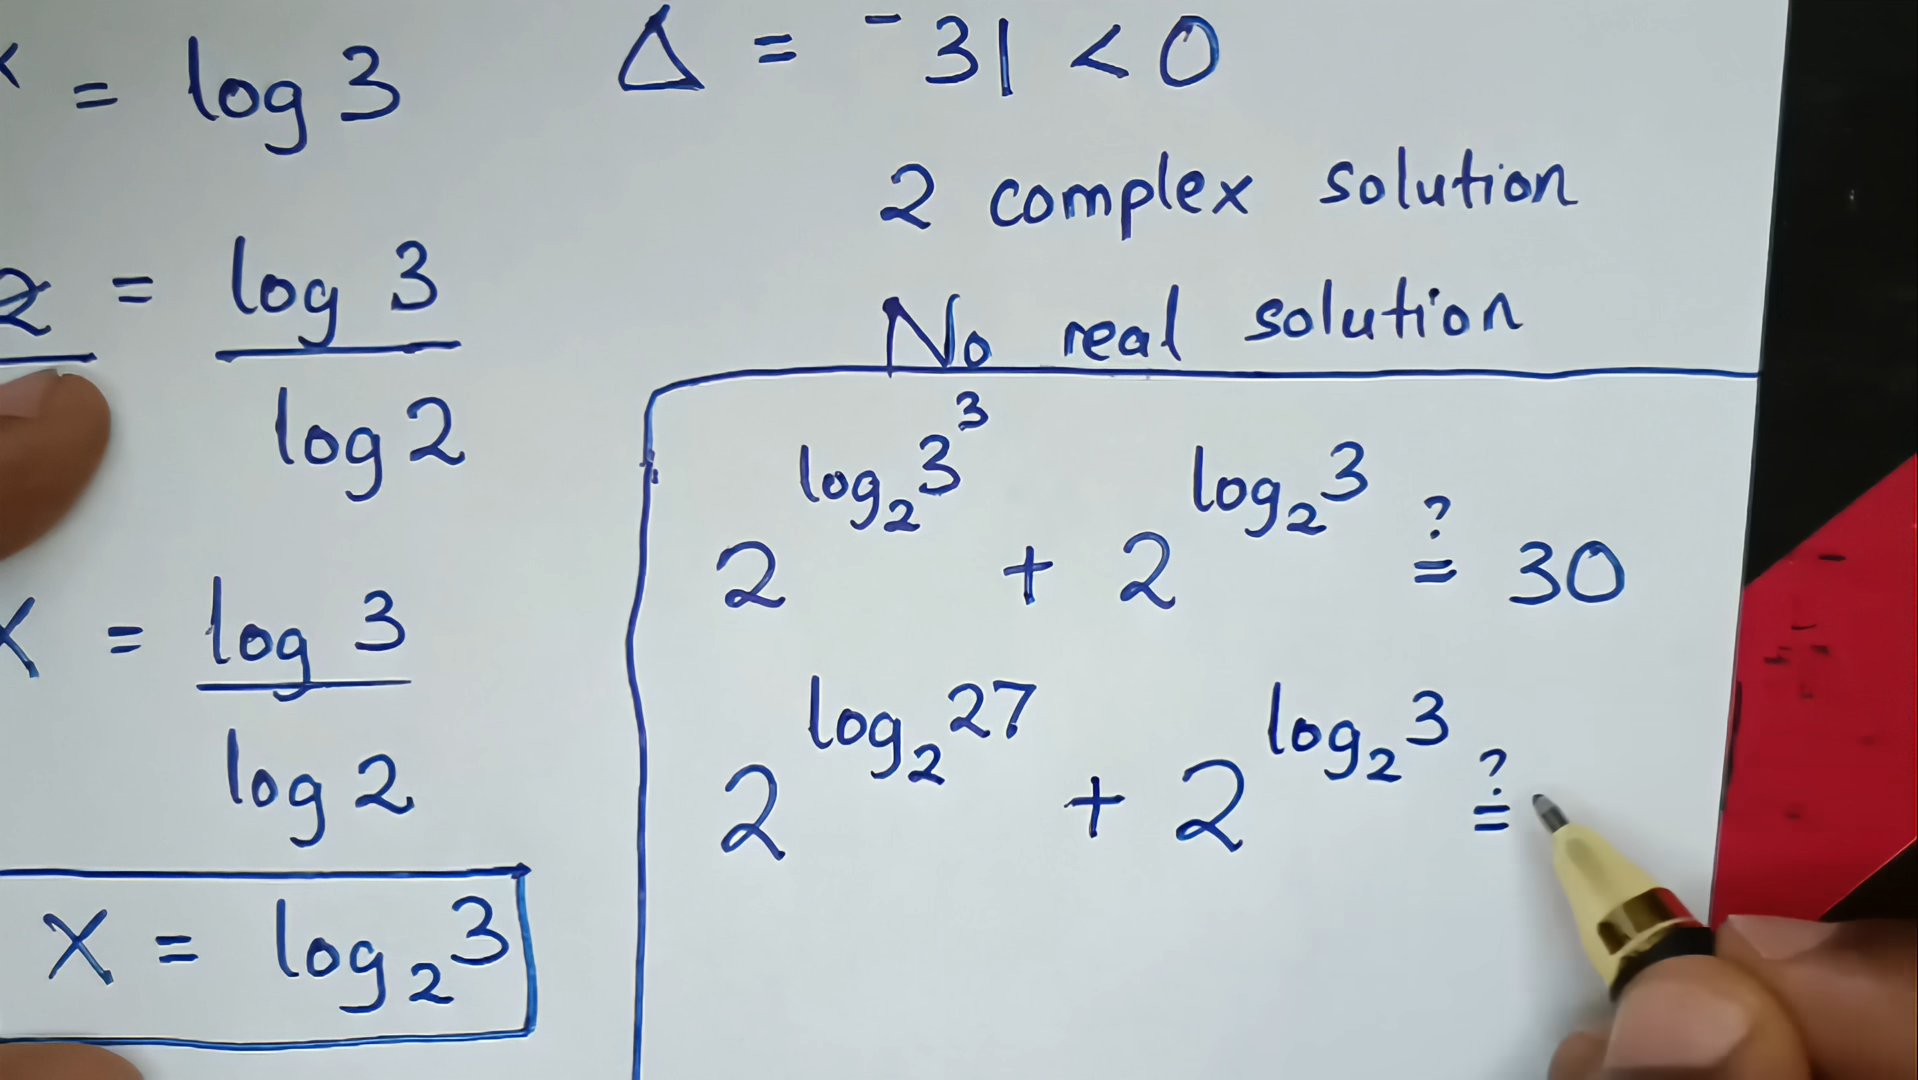 x = log 3
2 = log 3
log 2
x = log 3
log 2
x = log₂3
Δ = ⁻31 < 0
2 complex solution
No real solution
2^log₂3³ + 2^log₂3 ≟ 30
2^log₂27 + 2^log₂3 ≟